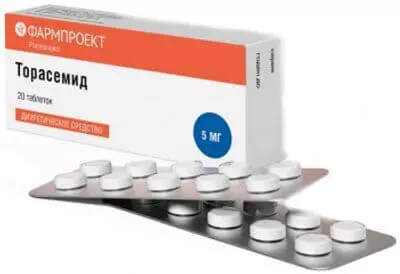 ФАРМПРОЕКТ
Торасемид
20 таблеток
ДИУРЕТИЧЕСКОЕ СРЕДСТВО
5 МГ